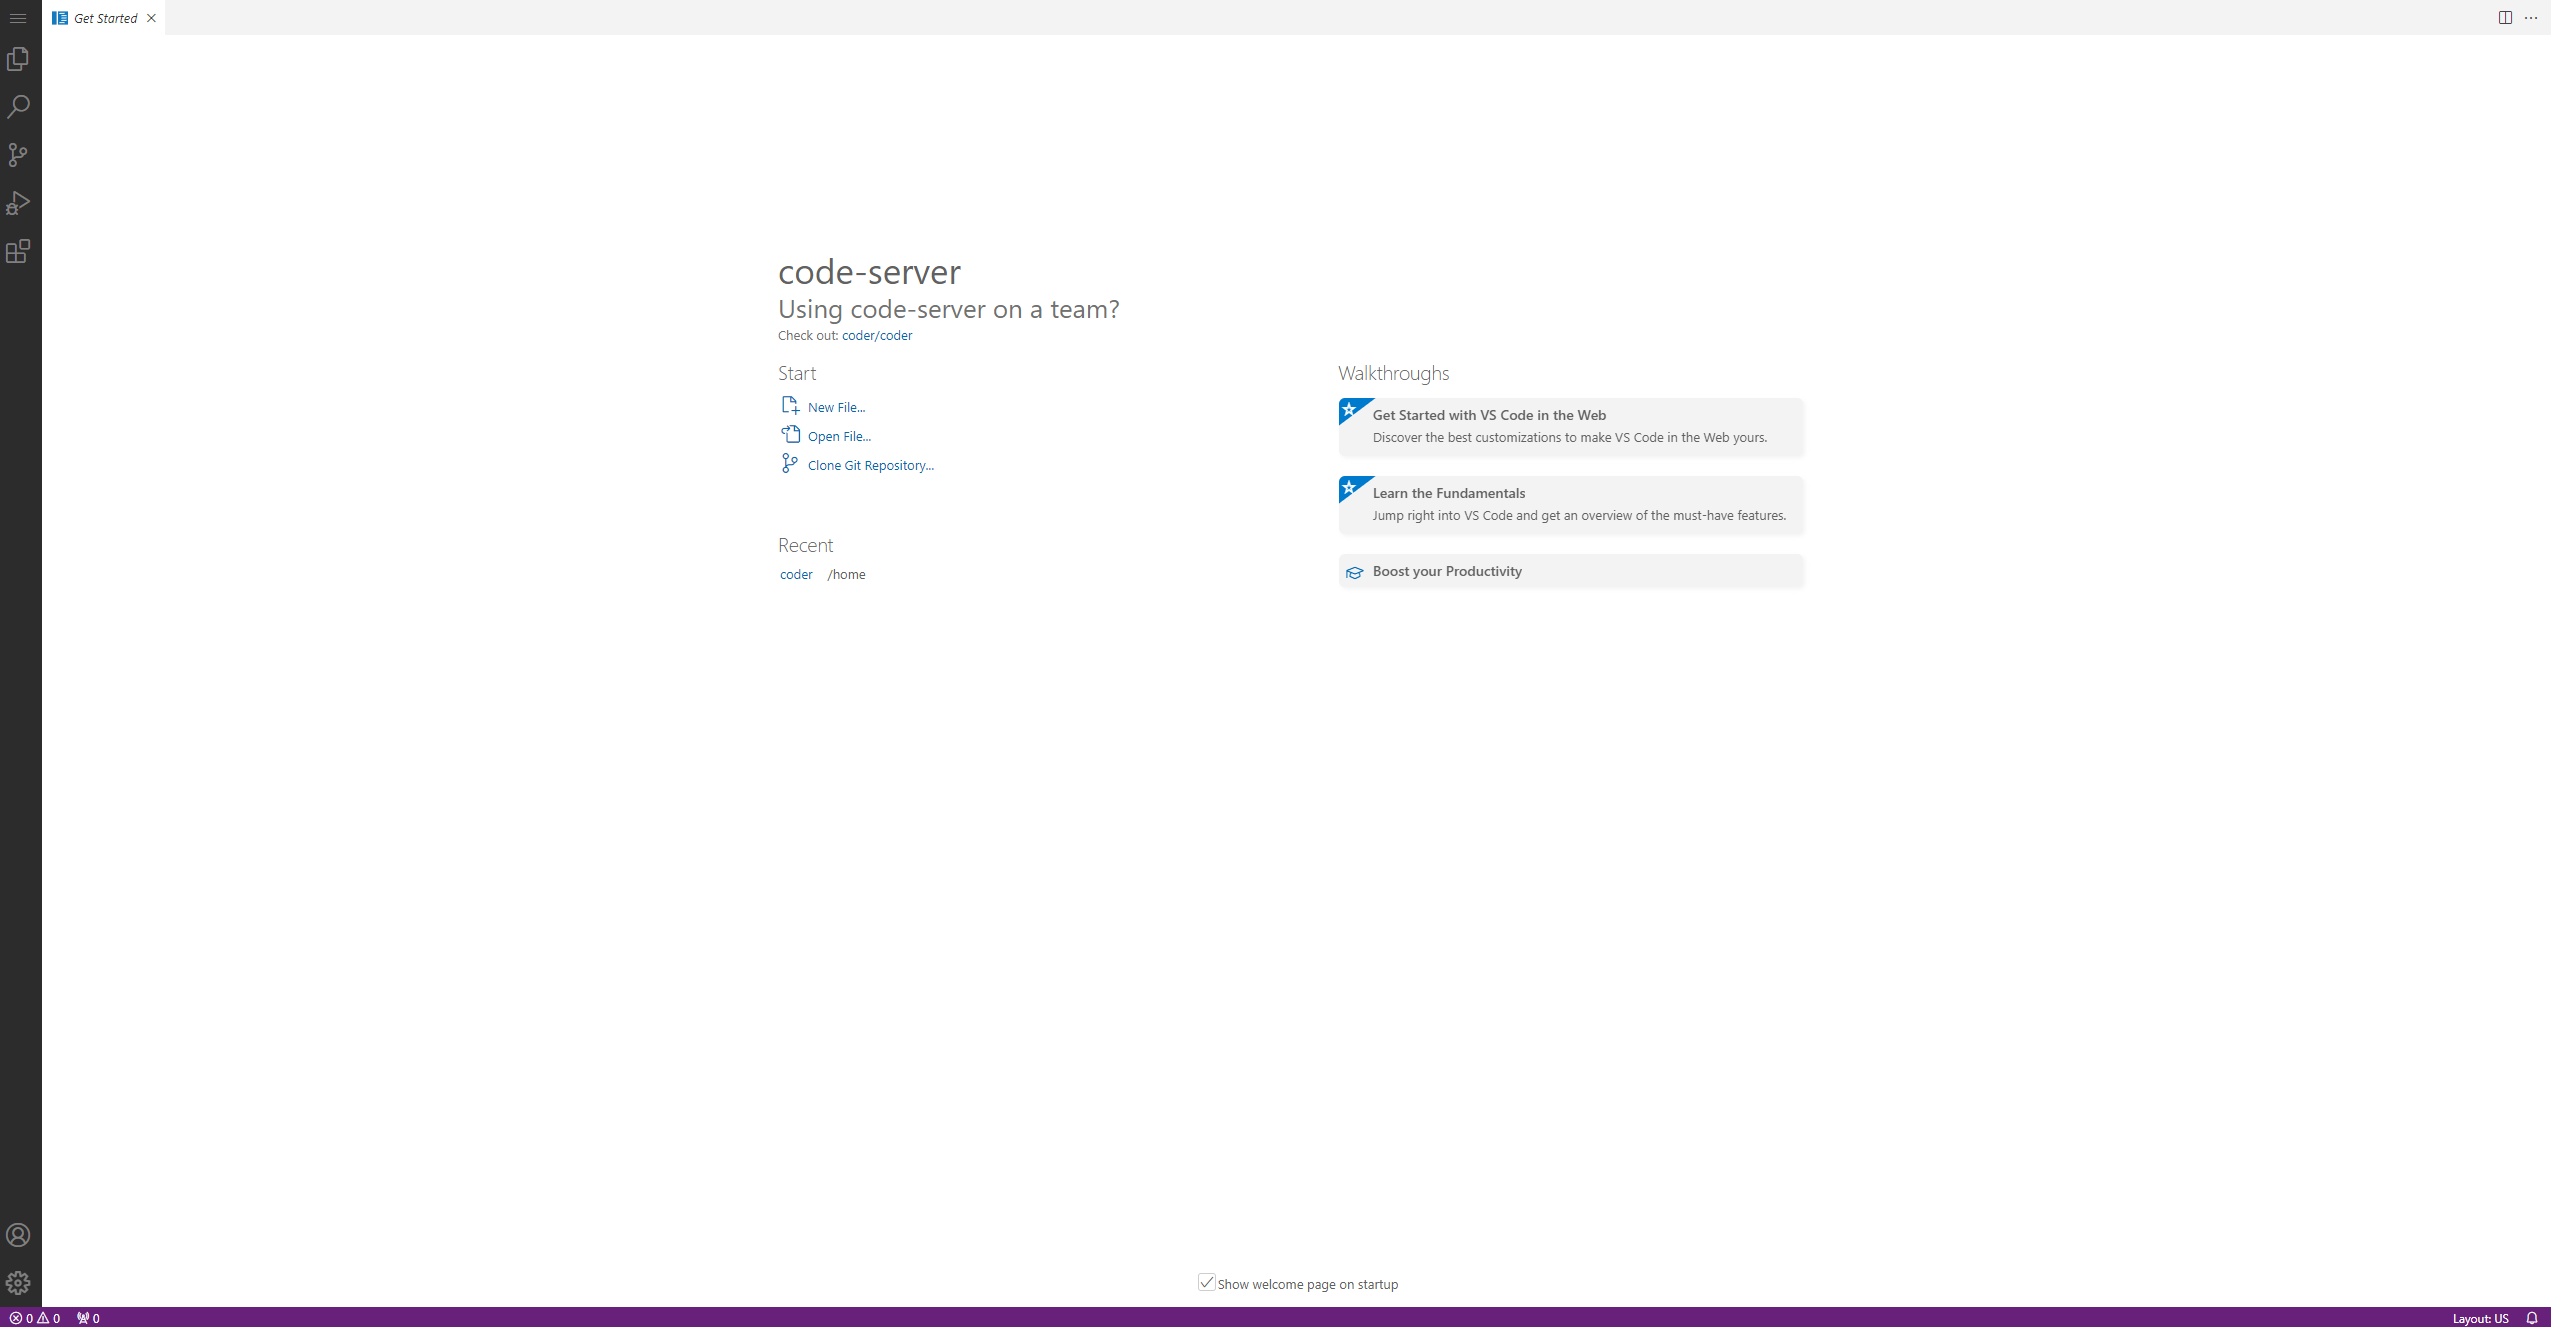 Get Started
code-server
Using code-server on a team?
Check out: coder/coder
Start
New File...
Open File...
Clone Git Repository...
Recent
coder /home
Walkthroughs
Get Started with VS Code in the Web
Discover the best customizations to make VS Code in the Web yours.
Learn the Fundamentals
Jump right into VS Code and get an overview of the must-have features.
Boost your Productivity
Show welcome page on startup
0 0 0
Layout: US